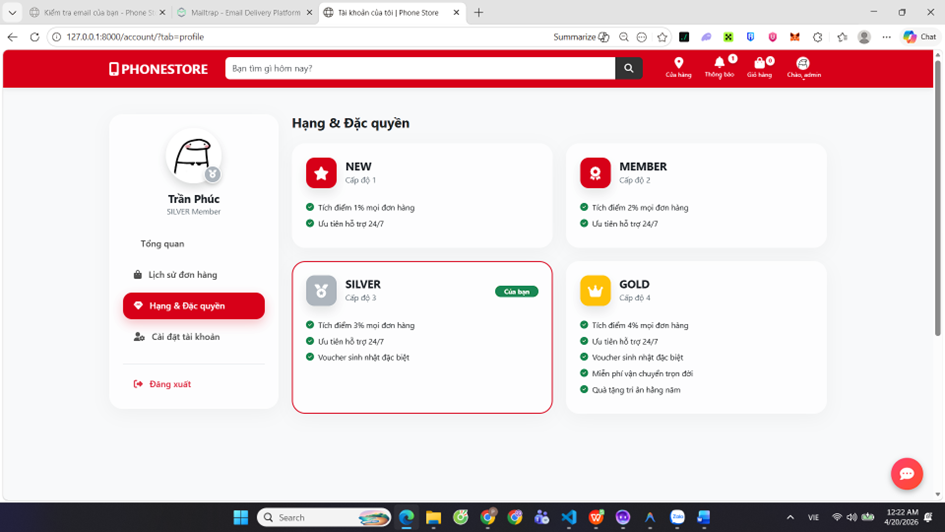 Kiểm tra email của bạn - Phone St
Mailtrap - Email Delivery Platform
Tài khoản của tôi | Phone Store
127.0.0.1:8000/account/?tab=profile
Summarize
Chat
PHONESTORE
Bạn tìm gì hôm nay?
Cửa hàng
1
Thông báo
0
Giỏ hàng
Chào, admin
Trần Phúc
SILVER Member
Tổng quan
Lịch sử đơn hàng
Hạng & Đặc quyền
Cài đặt tài khoản
Đăng xuất
Hạng & Đặc quyền
NEW
Cấp độ 1
Tích điểm 1% mọi đơn hàng
Ưu tiên hỗ trợ 24/7
MEMBER
Cấp độ 2
Tích điểm 2% mọi đơn hàng
Ưu tiên hỗ trợ 24/7
SILVER
Cấp độ 3
Của bạn
Tích điểm 3% mọi đơn hàng
Ưu tiên hỗ trợ 24/7
Voucher sinh nhật đặc biệt
GOLD
Cấp độ 4
Tích điểm 4% mọi đơn hàng
Ưu tiên hỗ trợ 24/7
Voucher sinh nhật đặc biệt
Miễn phí vận chuyển trọn đời
Quà tặng tri ân hằng năm
Search
Zalo
VIE
12:22 AM
4/20/2026